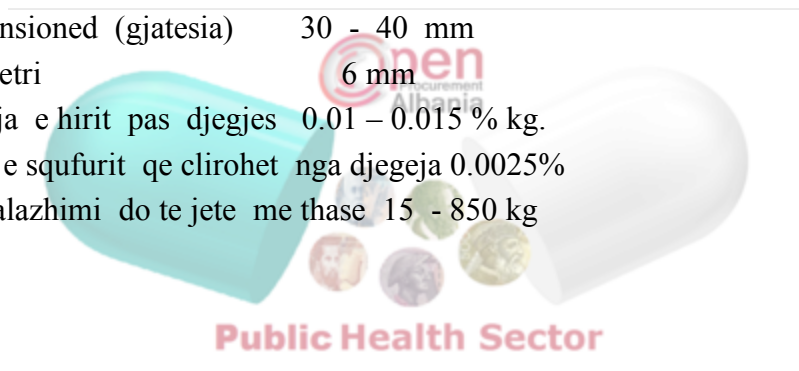 nsioned (gjatesia) 30 - 40 mm
etri 6 mm
ja e hirit pas djegjes 0.01 – 0.015 % kg.
e squfurit qe clirohet nga djegeja 0.0025%
alazhimi do te jete me thase 15 - 850 kg
Open
Procurement
Albania
Public Health Sector